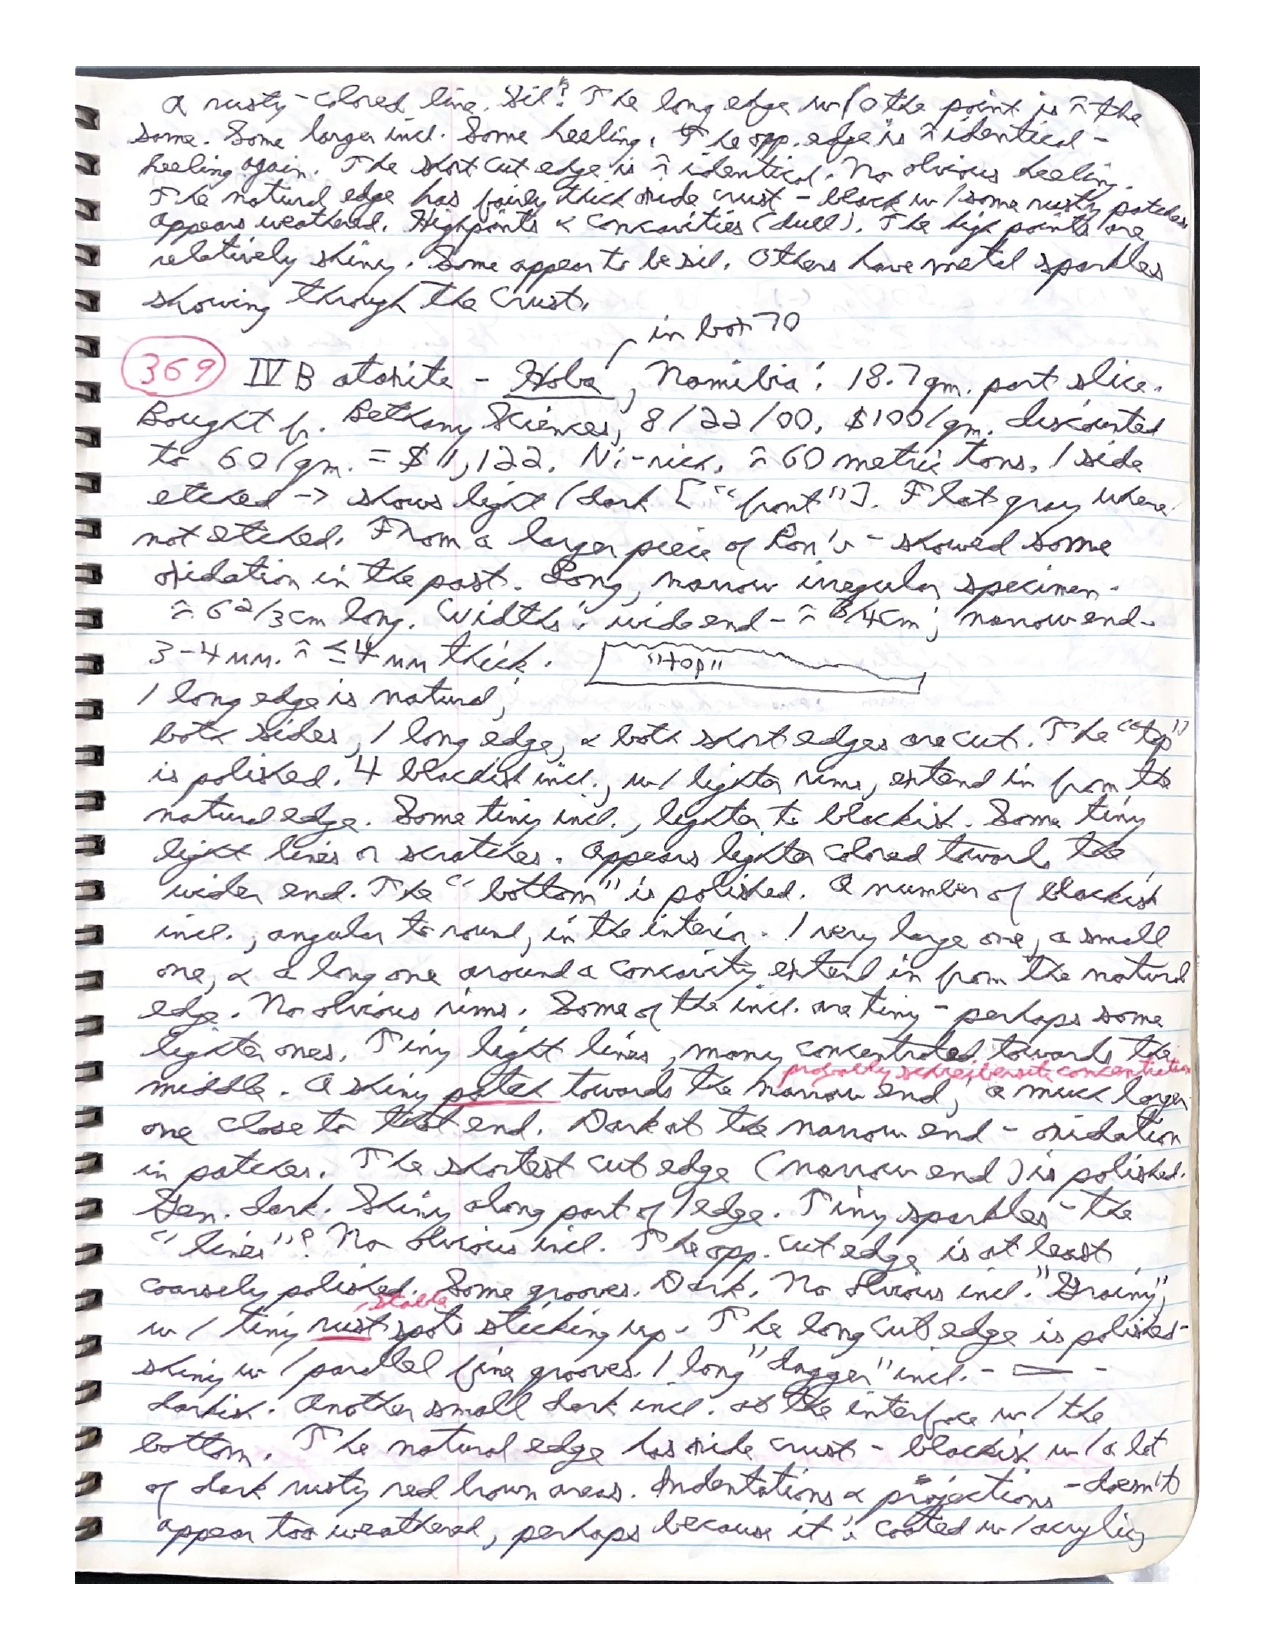 a rusty-colored line. Sil? The long edge w/o the point is ≈ the
same. Some larger incl. Some heeling. The opp. edge is ≈ identical -
heeling again. The short cut edge is ≈ identical. No obvious heeling.
The natural edge has fairly thick oxide crust - black w/ some rusty patches
appears weathered. Highpoints & concavities (dull). The high points are
relatively shiny. Some appear to be sil. Others have metal sparkles
showing through the crust.
in box 70
369 IVB ataxite - Hoba, Namibia: 18.7 gm. part slice.
Bought fr. Bethany Sciences, 8/22/00, $100/gm. discounted
to 60/gm. = $1,122. Ni-rich, ≈ 60 metric tons. 1 side
etched -> shows light/dark ["front"]. Flat gray where
not etched. From a larger piece of Ron's - showed some
oxidation in the past. Long, narrow irregular specimen.
≈ 6 2/3 cm long. Widths: wide end - ≈ 3/4 cm; narrow end -
3-4 mm. ≈ ≤4 mm thick.
"top"
1 long edge is natural;
both sides, 1 long edge, & both short edges are cut. The "top"
is polished. 4 blackish incl., w/ lighter rims, extend in from the
natural edge. Some tiny incl., lighter to blackish. Some tiny
light lines or scratches. Appears lighter colored towards the
wider end. The "bottom" is polished. A number of blackish
incl., angular to round, in the interior. 1 very large one, a small
one, & a long one around a concavity extend in from the natural
edge. No obvious rims. Some of the incl. are tiny - perhaps some
lighter ones. Tiny light lines, many concentrated towards the
probably schreibersite concentration
middle. A shiny patch towards the narrow end, a much larger
one close to that end. Dark at the narrow end - oxidation
in patches. The shortest cut edge (narrow end) is polished.
Gen. dark. Shiny along part of 1 edge. Tiny sparkles - the
"lines"? No obvious incl. The opp. cut edge is at least
coarsely polished. Some grooves. Dark. No obvious incl. "Grainy",
stable
w/ tiny rust spots sticking up. The long cut edge is polished -
shiny w/ parallel fine grooves. 1 long "dagger" incl. - -
darkish. Another small dark incl. at the interface w/ the
bottom. The natural edge has oxide crust - blackish w/ a lot
of dark rusty red brown areas. Indentations & projections - doesn't
appear too weathered, perhaps because it's coated w/ acrylic